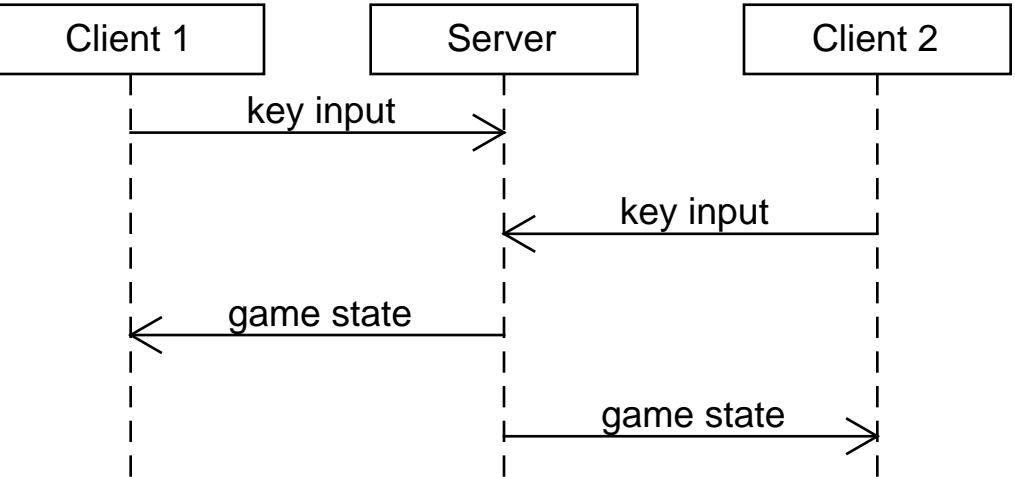 Client 1
Server
Client 2
key input
key input
game state
game state